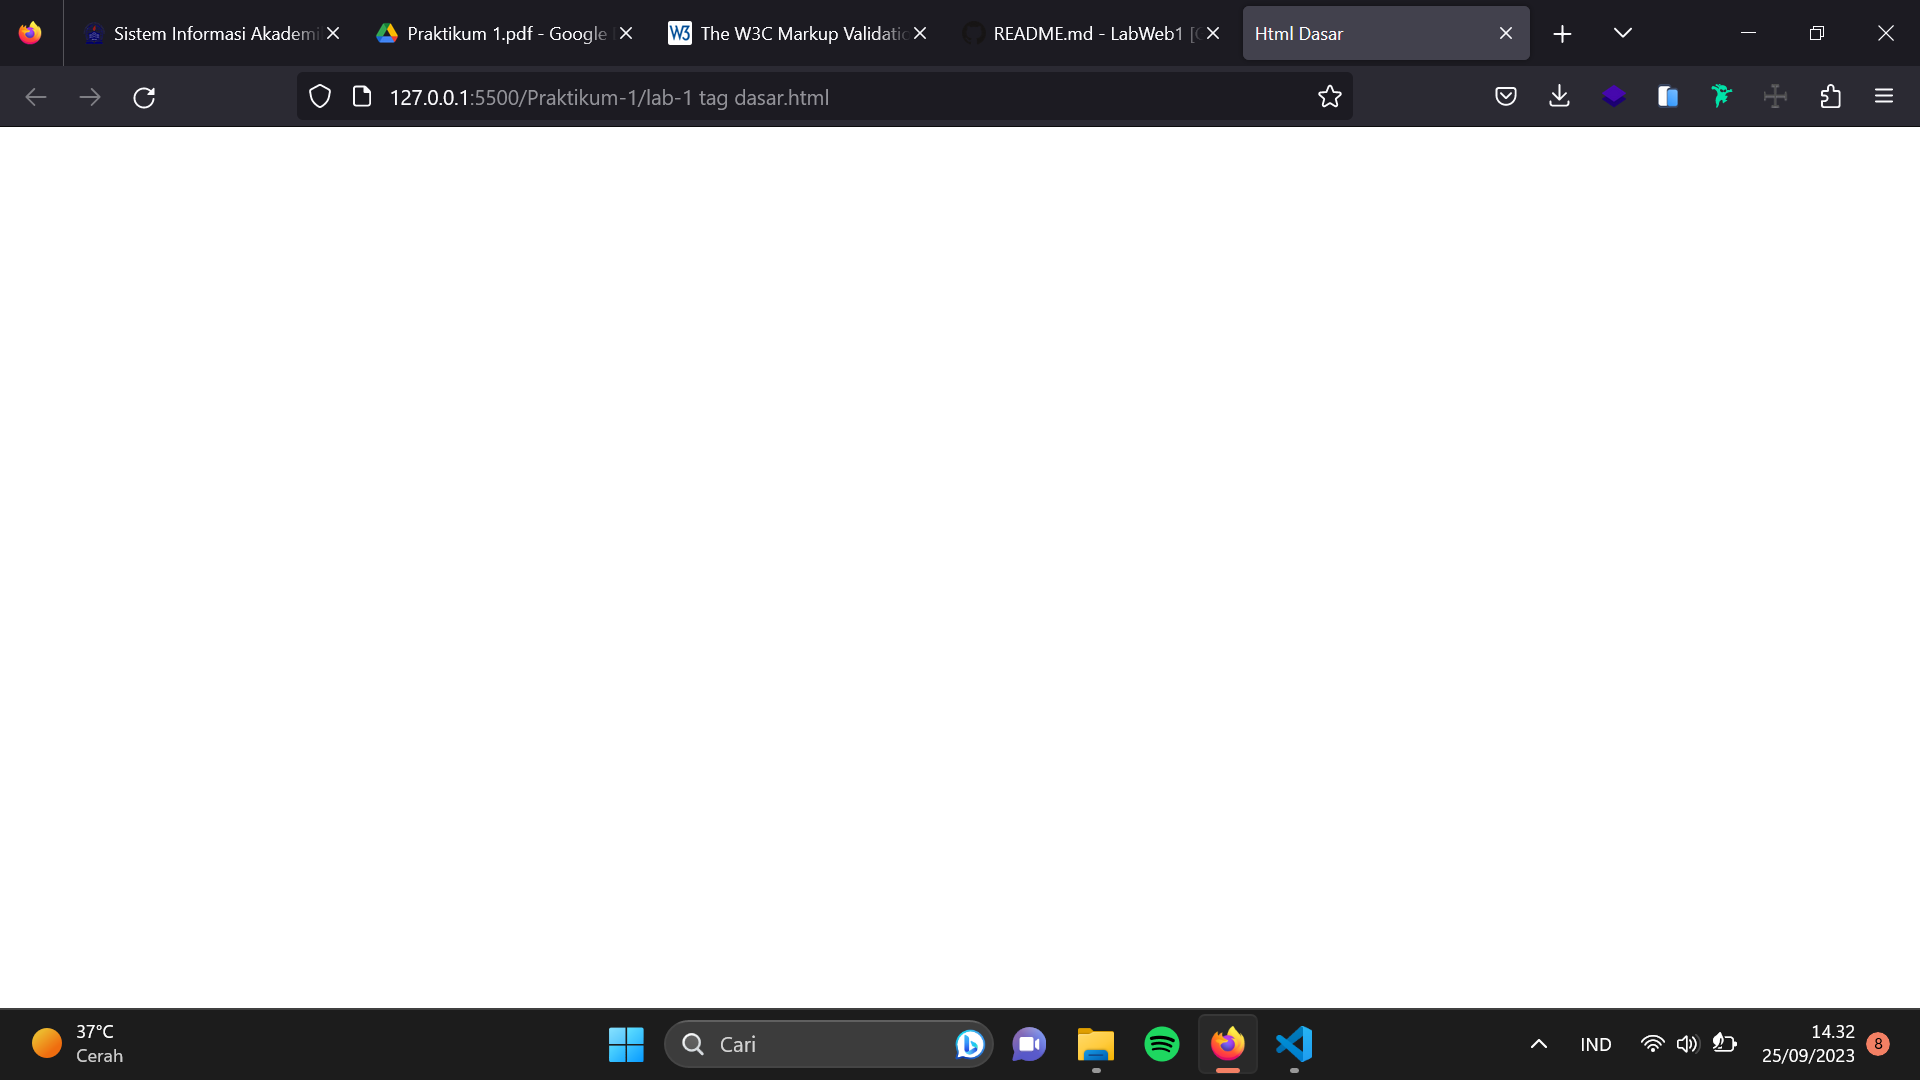 Sistem Informasi Akademi
Praktikum 1.pdf - Google
W3 The W3C Markup Validatio
README.md - LabWeb1 [
Html Dasar
127.0.0.1:5500/Praktikum-1/lab-1 tag dasar.html
37°C
Cerah
Cari
IND
14.32
25/09/2023
8